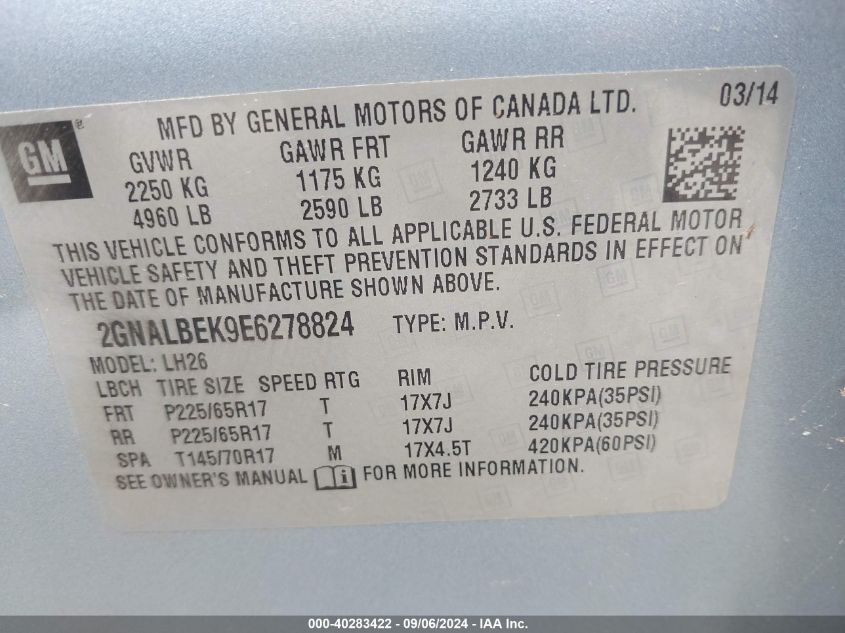 MFD BY GENERAL MOTORS OF CANADA LTD. 03/14
GM®
GVWR GAWR FRT GAWR RR
2250 KG 1175 KG 1240 KG
4960 LB 2590 LB 2733 LB
THIS VEHICLE CONFORMS TO ALL APPLICABLE U.S. FEDERAL MOTOR
VEHICLE SAFETY AND THEFT PREVENTION STANDARDS IN EFFECT ON
THE DATE OF MANUFACTURE SHOWN ABOVE.
2GNALBEK9E6278824 TYPE: M.P.V.
MODEL: LH26
LBCH TIRE SIZE SPEED RTG RIM COLD TIRE PRESSURE
FRT P225/65R17 T 17X7J 240KPA(35PSI)
RR P225/65R17 T 17X7J 240KPA(35PSI)
SPA T145/70R17 M 17X4.5T 420KPA(60PSI)
SEE OWNER'S MANUAL i FOR MORE INFORMATION.
000-40283422 - 09/06/2024 - IAA Inc.